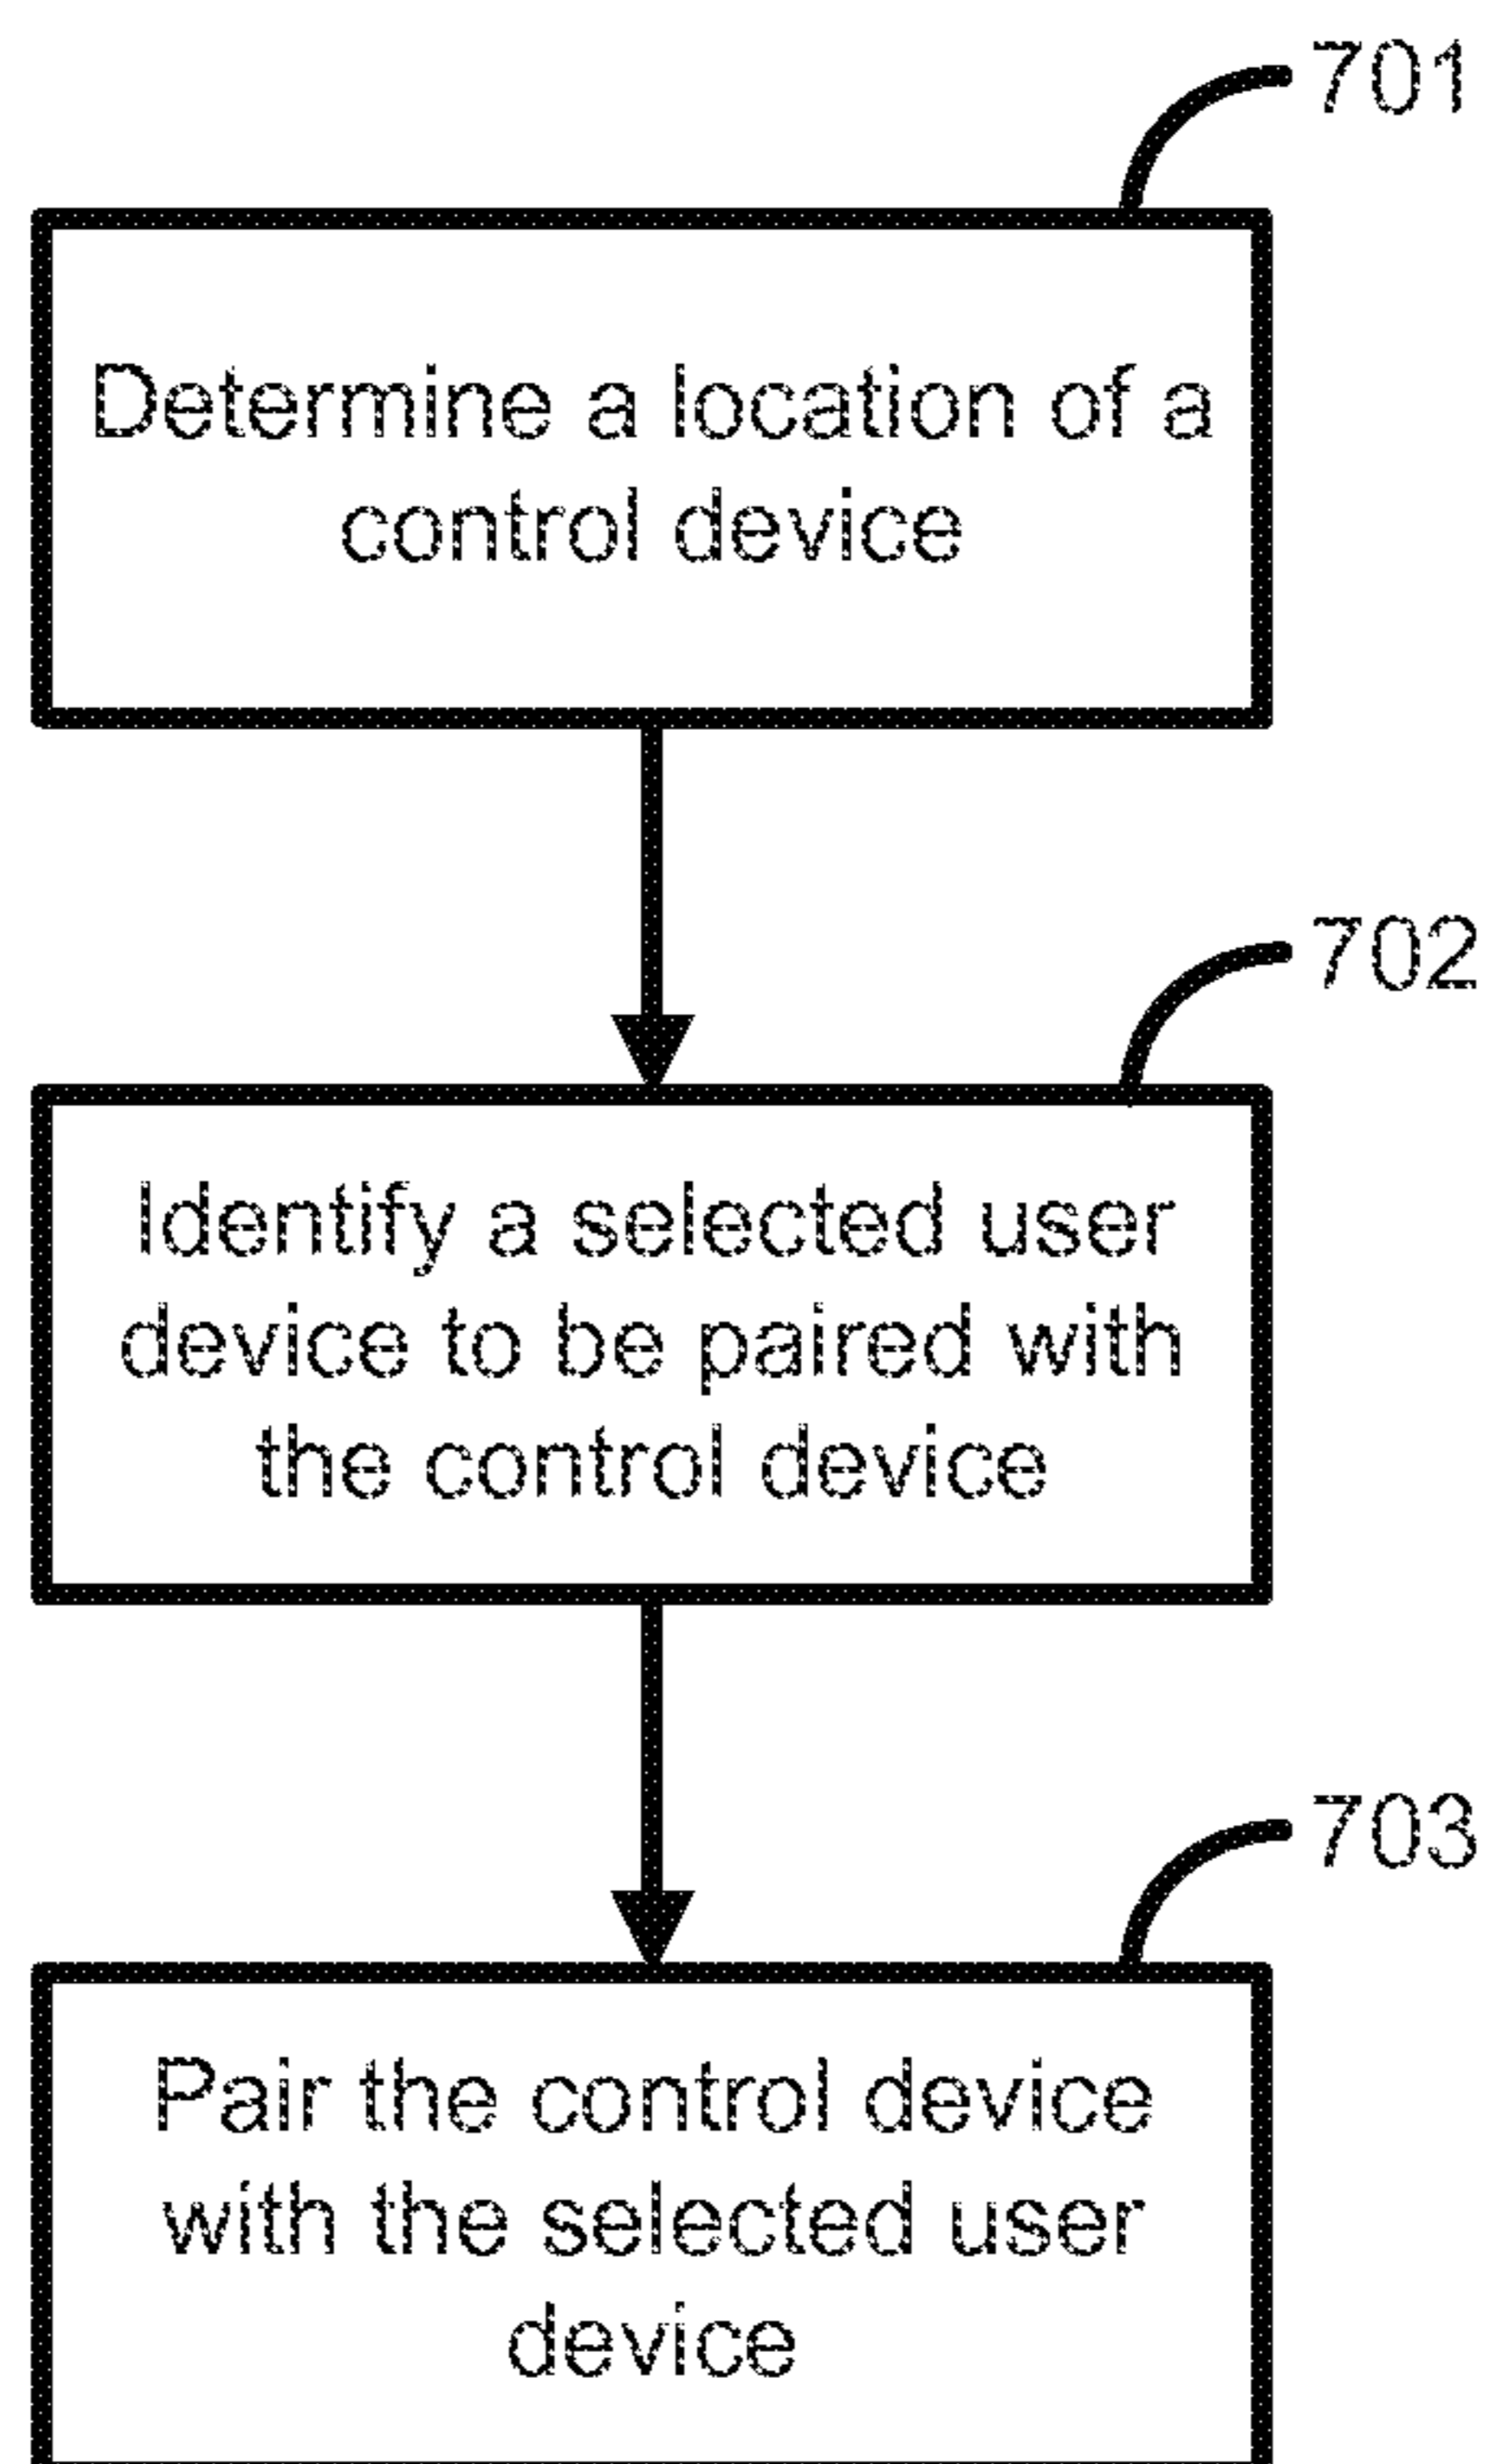 701
Determine a location of a
control device
702
Identify a selected user
device to be paired with
the control device
703
Pair the control device
with the selected user
device